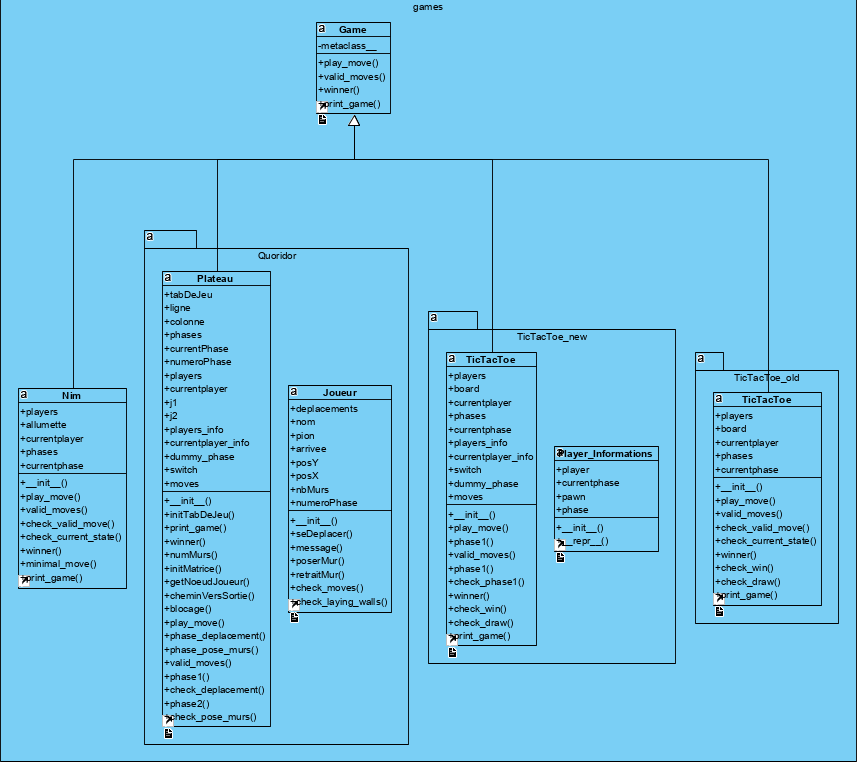 games
a Game
-metaclass__
+play_move()
+valid_moves()
+winner()
+print_game()
a
Quoridor
a Plateau
+tabDeJeu
+ligne
+colonne
+phases
+currentPhase
+numeroPhase
+players
+currentplayer
+j1
+j2
+players_info
+currentplayer_info
+dummy_phase
+switch
+moves
+__init__()
+initTabDeJeu()
+print_game()
+winner()
+numMurs()
+initMatrice()
+getNoeudJoueur()
+cheminVersSortie()
+blocage()
+play_move()
+phase_deplacement()
+phase_pose_murs()
+valid_moves()
+phase1()
+check_deplacement()
+phase2()
+check_pose_murs()
a Joueur
+deplacements
+nom
+pion
+arrivee
+posY
+posX
+nbMurs
+numeroPhase
+__init__()
+seDeplacer()
+message()
+poserMur()
+retraitMur()
+check_moves()
+check_laying_walls()
a Nim
+players
+allumette
+currentplayer
+phases
+currentphase
+__init__()
+play_move()
+valid_moves()
+check_valid_move()
+check_current_state()
+winner()
+minimal_move()
+print_game()
a
TicTacToe_new
a TicTacToe
+players
+board
+currentplayer
+phases
+currentphase
+players_info
+currentplayer_info
+switch
+dummy_phase
+moves
+__init__()
+play_move()
+phase1()
+valid_moves()
+phase1()
+check_phase1()
+winner()
+check_win()
+check_draw()
+print_game()
a Player_Informations
+player
+currentphase
+pawn
+phase
+__init__()
+__repr__()
a
TicTacToe_old
a TicTacToe
+players
+board
+currentplayer
+phases
+currentphase
+__init__()
+play_move()
+valid_moves()
+check_valid_move()
+check_current_state()
+winner()
+check_win()
+check_draw()
+print_game()